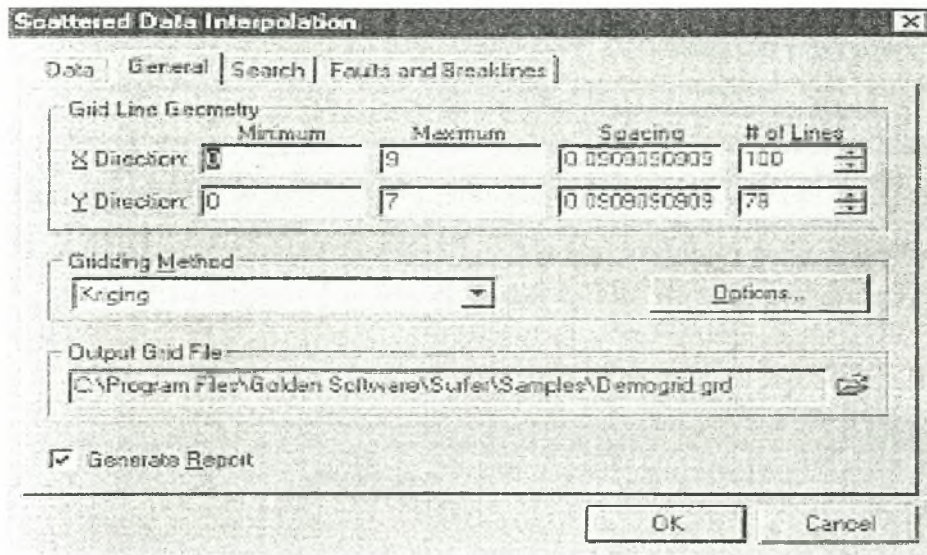 Scattered Data Interpolation
Data General Search Faults and Breaklines
Grid Line Geometry
Minimum Maximum Spacing # of Lines
X Direction: 0 9 0.0909090909 100
Y Direction: 0 7 0.0909090909 78
Gridding Method
Kriging Options...
Output Grid File
C:\Program Files\Golden Software\Surfer\Samples\Demogrid.grd
Generate Report
OK Cancel